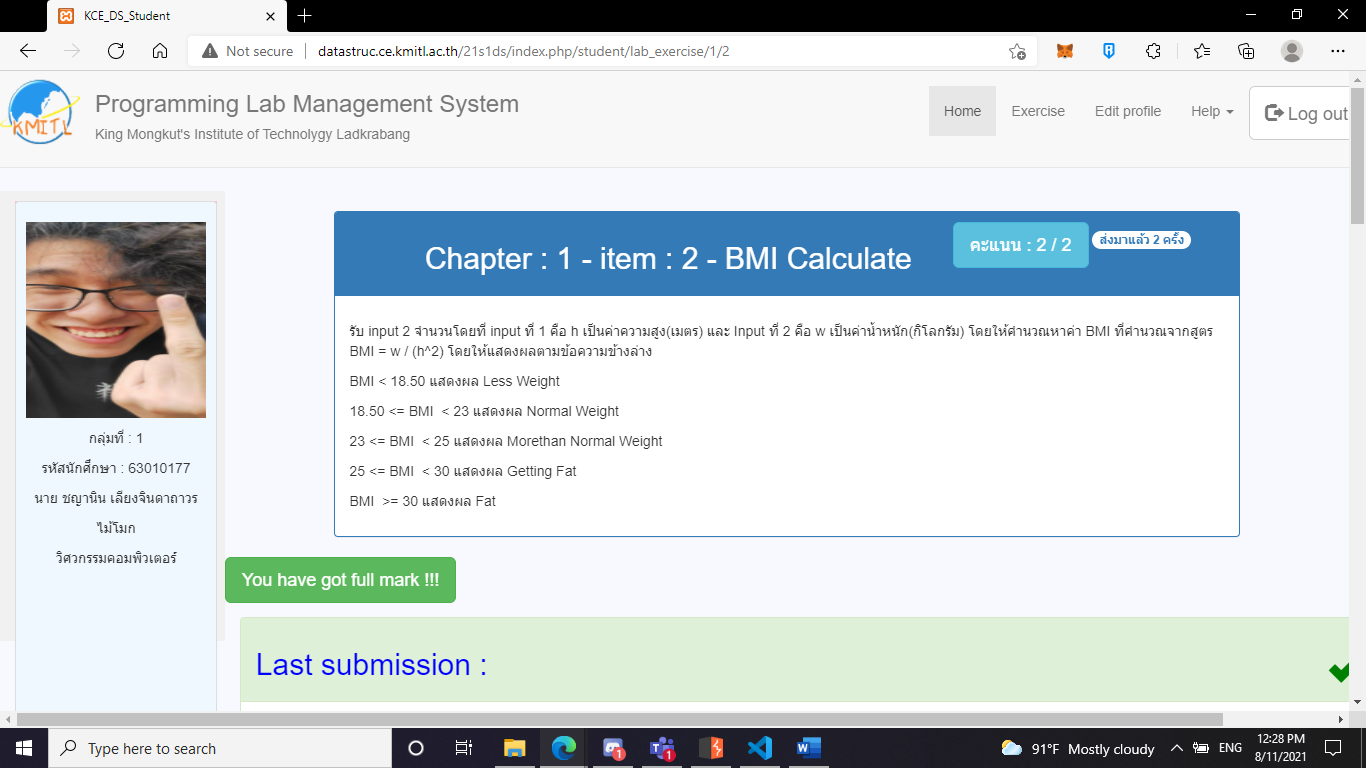 KCE_DS_Student
Not secure
datastruc.ce.kmitl.ac.th/21s1ds/index.php/student/lab_exercise/1/2
KMITL
Programming Lab Management System
King Mongkut's Institute of Technolygy Ladkrabang
Home
Exercise
Edit profile
Help
Log out
Chapter : 1 - item : 2 - BMI Calculate
คะแนน : 2 / 2
ส่งมาแล้ว 2 ครั้ง
รับ input 2 จำนวนโดยที่ input ที่ 1 คือ h เป็นค่าความสูง(เมตร) และ Input ที่ 2 คือ w เป็นค่าน้ำหนัก(กิโลกรัม) โดยให้คำนวณหาค่า BMI ที่คำนวณจากสูตร
BMI = w / (h^2) โดยให้แสดงผลตามข้อความข้างล่าง
BMI < 18.50 แสดงผล Less Weight
18.50 <= BMI < 23 แสดงผล Normal Weight
23 <= BMI < 25 แสดงผล Morethan Normal Weight
25 <= BMI < 30 แสดงผล Getting Fat
BMI >= 30 แสดงผล Fat
กลุ่มที่ : 1
รหัสนักศึกษา : 63010177
นาย ชญานิน เลียงจินดาถาวร
ไม้โมก
วิศวกรรมคอมพิวเตอร์
You have got full mark !!!
Last submission :
Type here to search
1
1
91°F Mostly cloudy
ENG
12:28 PM
8/11/2021